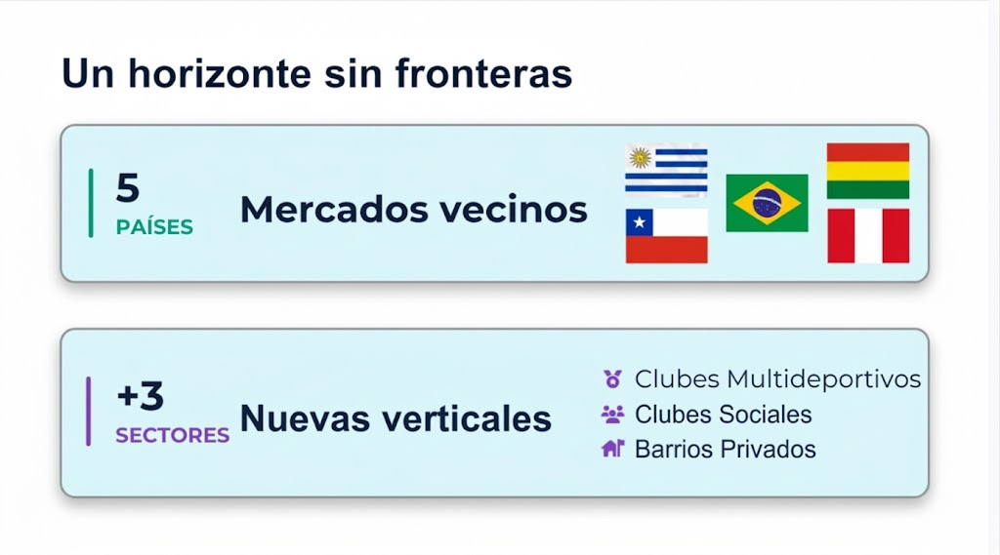 Un horizonte sin fronteras
5
PAÍSES
Mercados vecinos
+3
SECTORES
Nuevas verticales
Clubes Multideportivos
Clubes Sociales
Barrios Privados